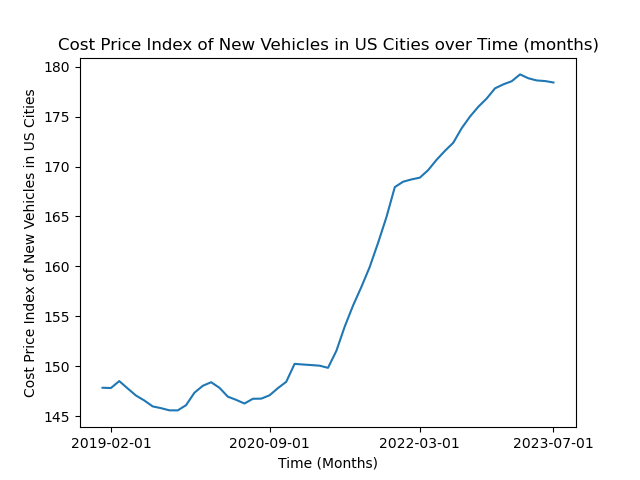 Cost Price Index of New Vehicles in US Cities over Time (months)
180
175
170
165
160
155
150
145
Cost Price Index of New Vehicles in US Cities
2019-02-01 2020-09-01 2022-03-01 2023-07-01
Time (Months)